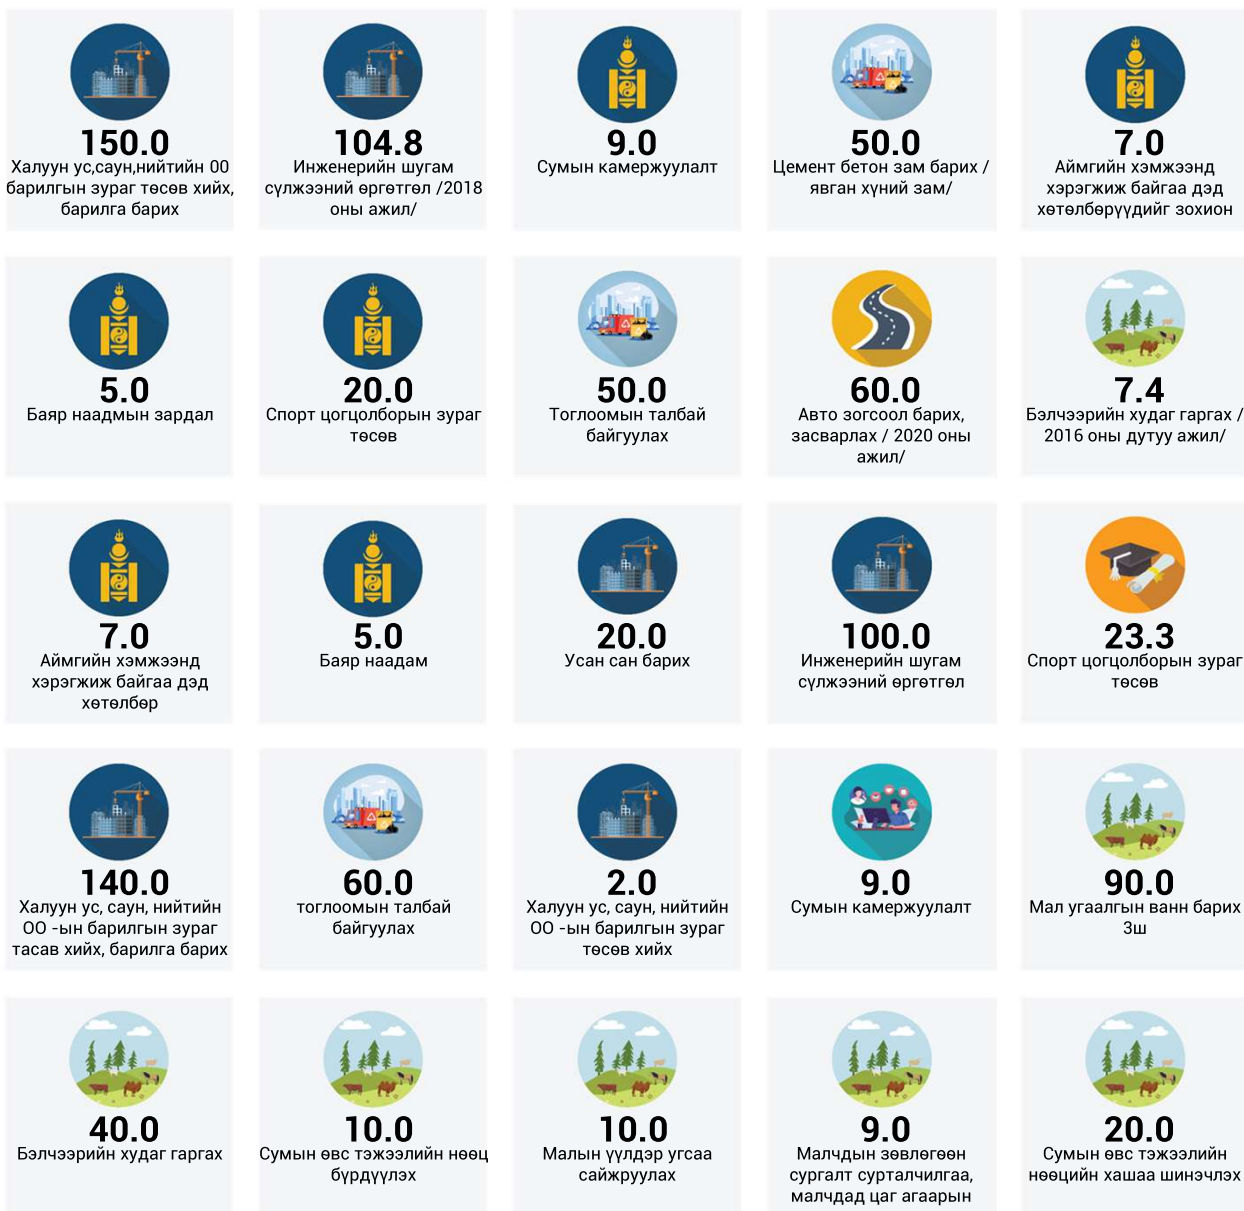 150.0
Халуун ус,саун,нийтийн 00
барилгын зураг төсөв хийх,
барилга барих
104.8
Инженерийн шугам
сүлжээний өргөтгөл /2018
оны ажил/
9.0
Сумын камержуулалт
50.0
Цемент бетон зам барих /
явган хүний зам/
7.0
Аймгийн хэмжээнд
хэрэгжиж байгаа дэд
хөтөлбөрүүдийг зохион
5.0
Баяр наадмын зардал
20.0
Спорт цогцолборын зураг
төсөв
50.0
Тоглоомын талбай
байгуулах
60.0
Авто зогсоол барих,
засварлах / 2020 оны
ажил/
7.4
Бэлчээрийн худаг гаргах /
2016 оны дутуу ажил/
7.0
Аймгийн хэмжээнд
хэрэгжиж байгаа дэд
хөтөлбөр
5.0
Баяр наадам
20.0
Усан сан барих
100.0
Инженерийн шугам
сүлжээний өргөтгөл
23.3
Спорт цогцолборын зураг
төсөв
140.0
Халуун ус, саун, нийтийн
ОО -ын барилгын зураг
тасав хийх, барилга барих
60.0
тоглоомын талбай
байгуулах
2.0
Халуун ус, саун, нийтийн
ОО -ын барилгын зураг
төсөв хийх
9.0
Сумын камержуулалт
90.0
Мал угаалгын ванн барих
3ш
40.0
Бэлчээрийн худаг гаргах
10.0
Сумын өвс тэжээлийн нөөц
бүрдүүлэх
10.0
Малын үүлдэр угсаа
сайжруулах
9.0
Малчдын зөвлөгөөн
сургалт сурталчилгаа,
малчдад цаг агаарын
20.0
Сумын өвс тэжээлийн
нөөцийн хашаа шинэчлэх